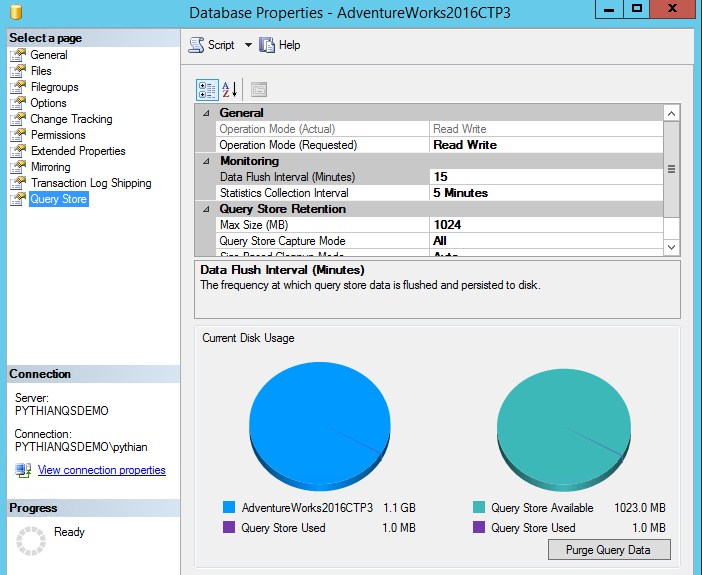 Database Properties - AdventureWorks2016CTP3
Select a page
General
Files
Filegroups
Options
Change Tracking
Permissions
Extended Properties
Mirroring
Transaction Log Shipping
Query Store
Connection
Server:
PYTHIANQSDEMO
Connection:
PYTHIANQSDEMO\pythian
View connection properties
Progress
Ready
Script Help
General
Operation Mode (Actual) Read Write
Operation Mode (Requested) Read Write
Monitoring
Data Flush Interval (Minutes) 15
Statistics Collection Interval 5 Minutes
Query Store Retention
Max Size (MB) 1024
Query Store Capture Mode All
Size Based Cleanup Mode Auto
Data Flush Interval (Minutes)
The frequency at which query store data is flushed and persisted to disk.
Current Disk Usage
AdventureWorks2016CTP3 1.1 GB
Query Store Used 1.0 MB
Query Store Available 1023.0 MB
Query Store Used 1.0 MB
Purge Query Data